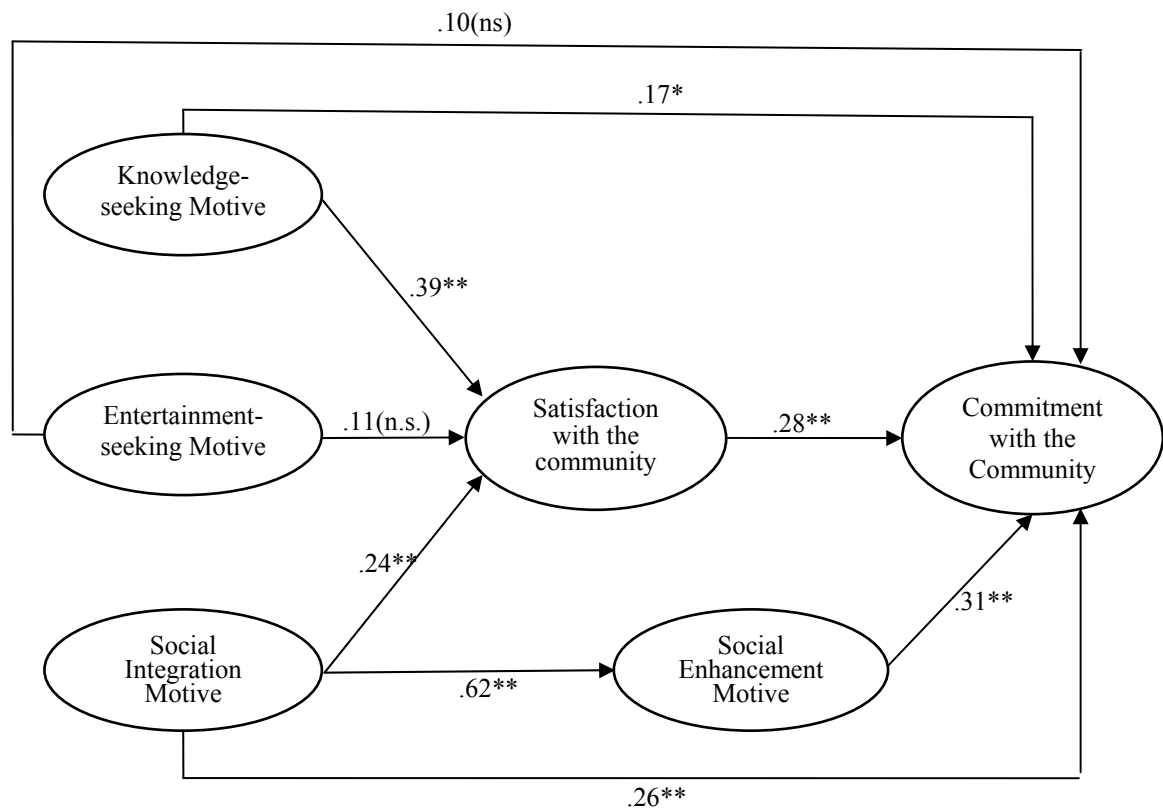 .10(ns)
.17*
Knowledge-
seeking Motive
.39**
Entertainment-
seeking Motive
.11(n.s.)
Satisfaction
with the
community
.28**
Commitment
with the
Community
.24**
Social
Integration
Motive
.62**
Social
Enhancement
Motive
.31**
.26**